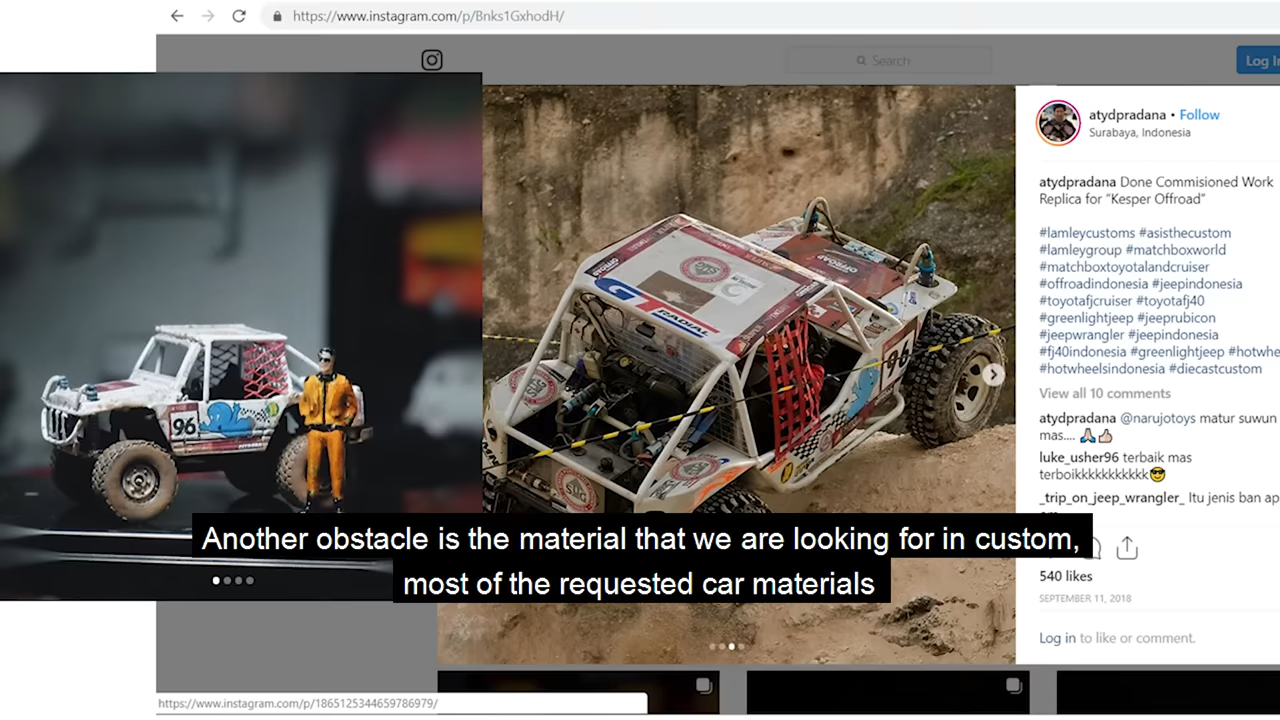 https://www.instagram.com/p/Bnks1GxhodH/
Search
Log In
atydpradana • Follow
Surabaya, Indonesia
atydpradana Done Commisioned Work
Replica for “Kesper Offroad”
#lamleycustoms #asisthecustom
#lamleygroup #matchboxworld
#matchboxtoyotalandcruiser
#offroadindonesia #jeepindonesia
#toyotafjcruiser #toyotafj40
#greenlightjeep #jeeprubicon
#jeepwrangler #jeepindonesia
#fj40indonesia #greenlightjeep #hotwhe
#hotwheelsindonesia #diecastcustom
View all 10 comments
atydpradana @narujotoys matur suwun
mas.... 🙏👍
luke_usher96 terbaik mas
terboikkkkkkkkkkk😎
_trip_on_jeep_wrangler_ Itu jenis ban ap
540 likes
SEPTEMBER 11, 2018
Log in to like or comment.
96
96
OFFROAD
GT RADIAL
SUG
SUG
Another obstacle is the material that we are looking for in custom,
most of the requested car materials
https://www.instagram.com/p/1865125344659786979/